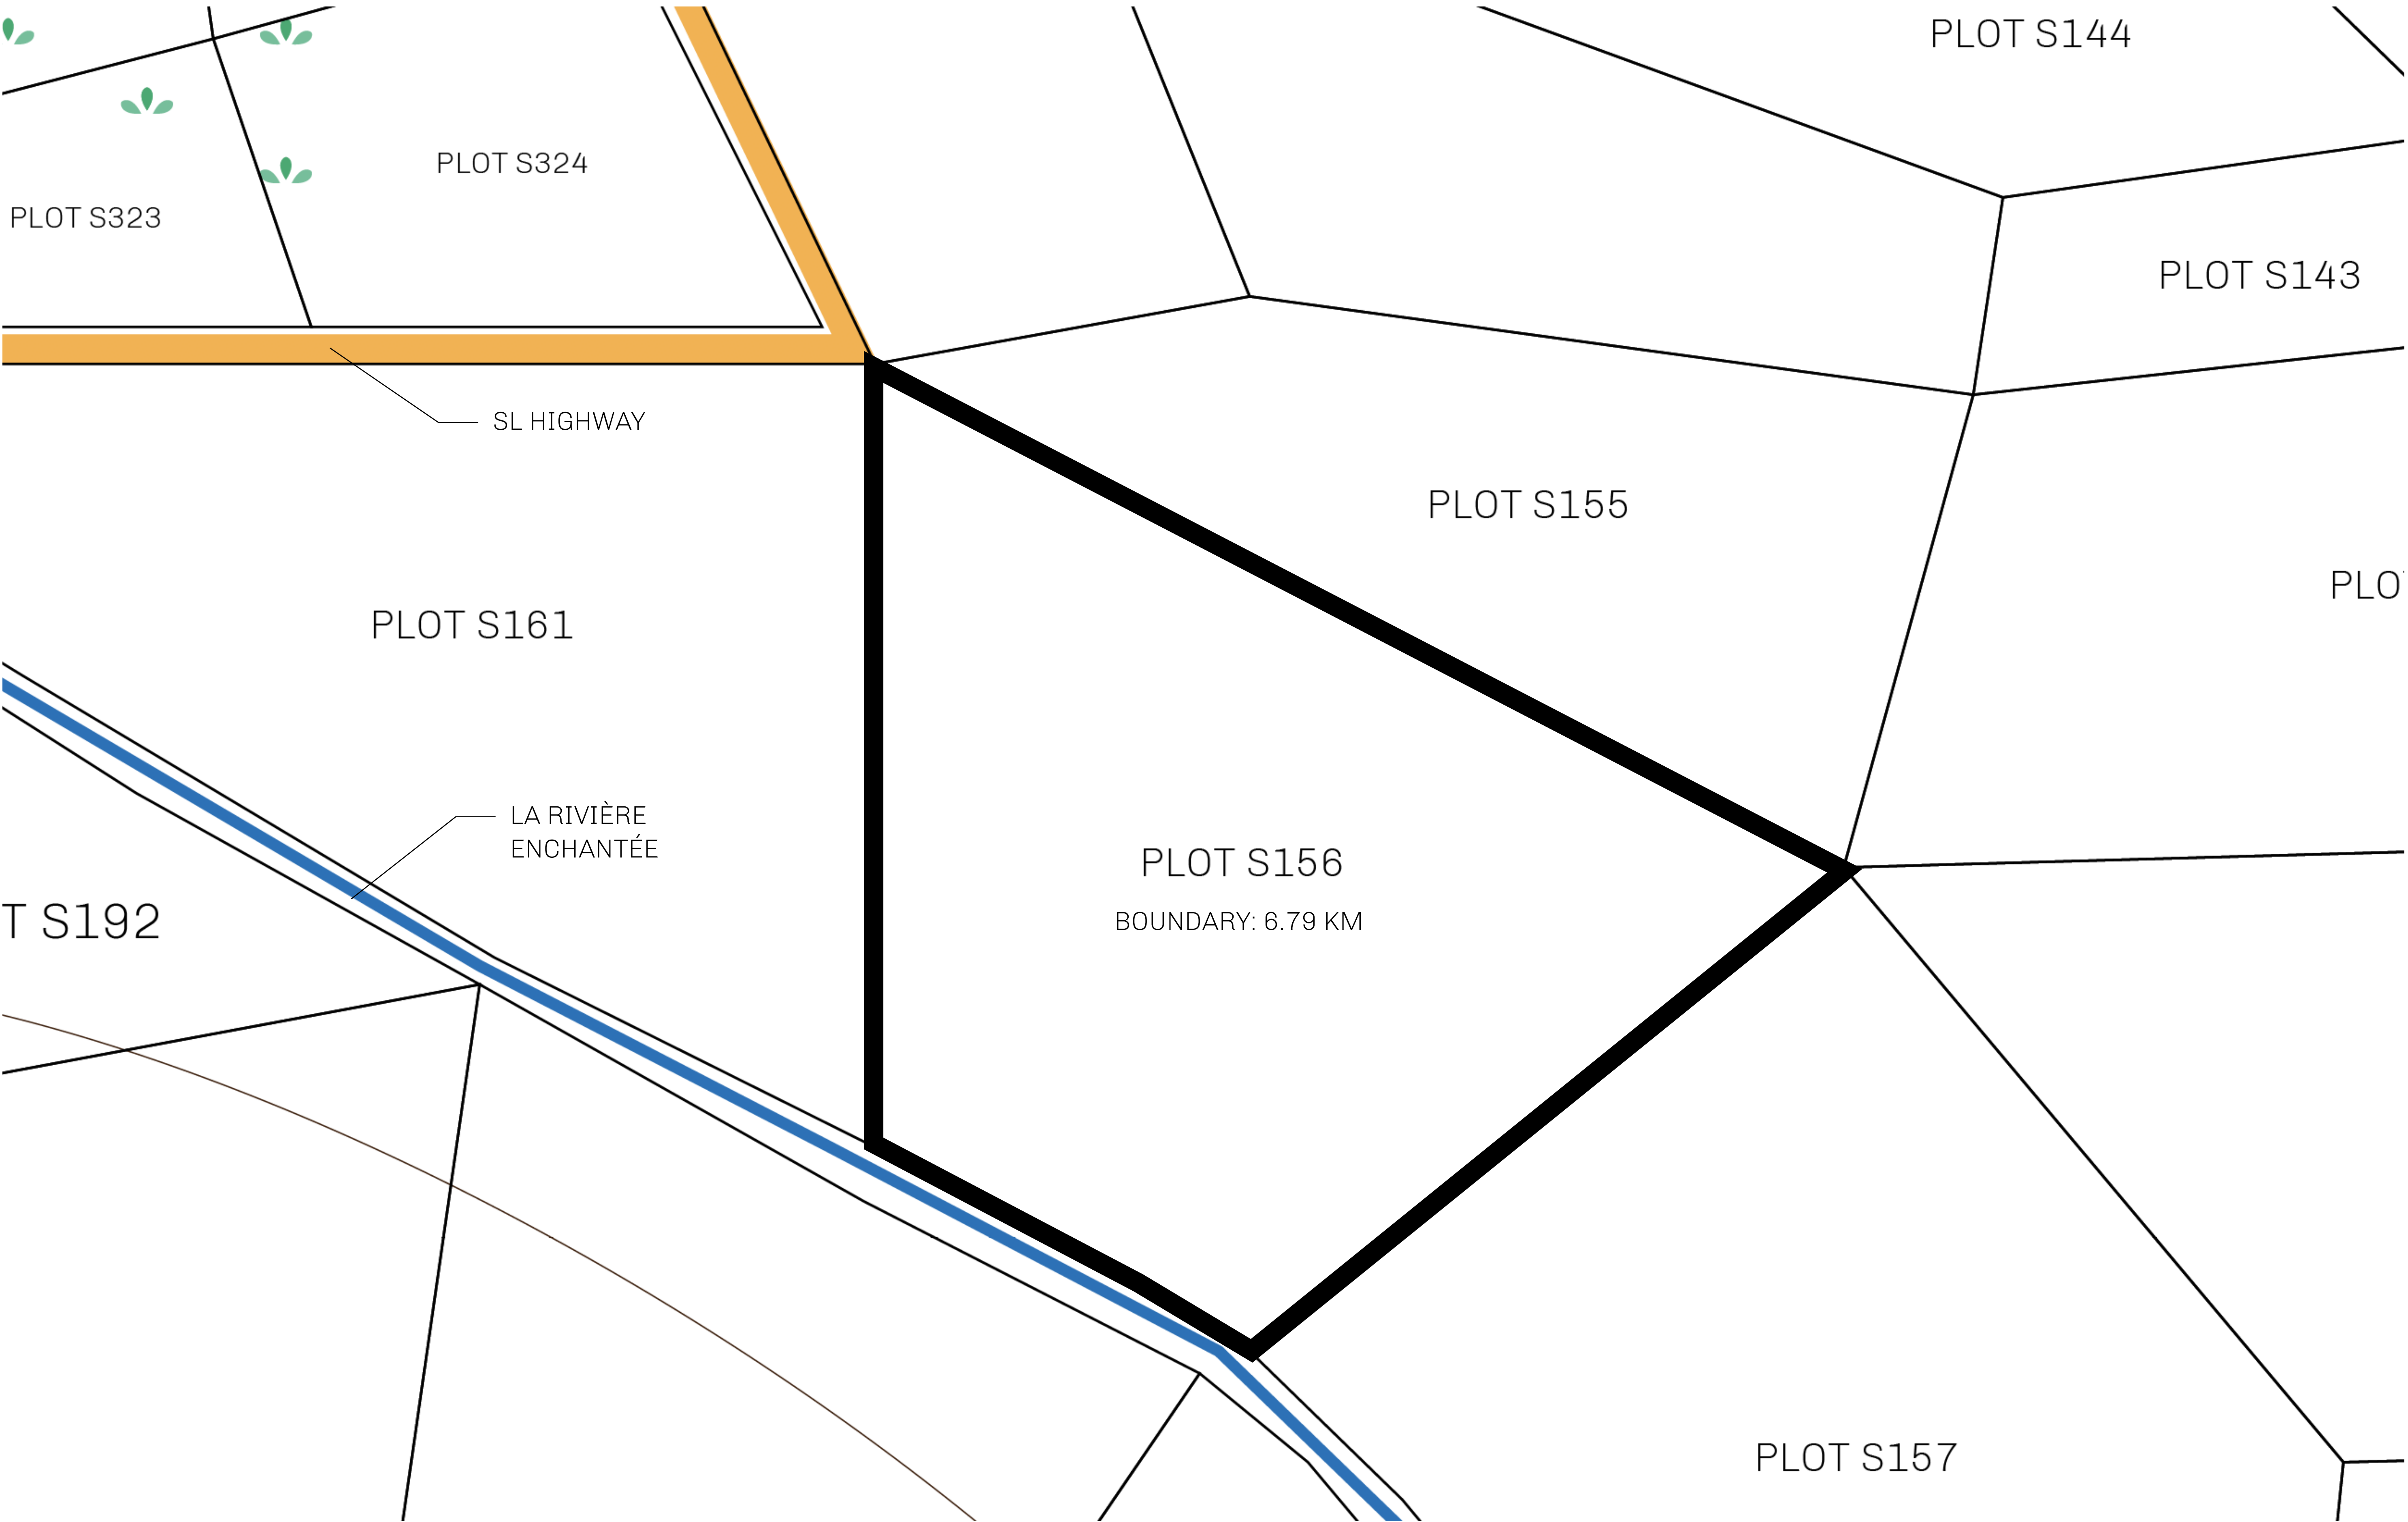 PLOT S144
PLOT S324
PLOT S323
PLOT S143
SL HIGHWAY
PLOT S155
PLO
PLOT S161
LA RIVIÈRE
ENCHANTÉE
PLOT S156
T S192
BOUNDARY: 6.79 KM
PLOT S157